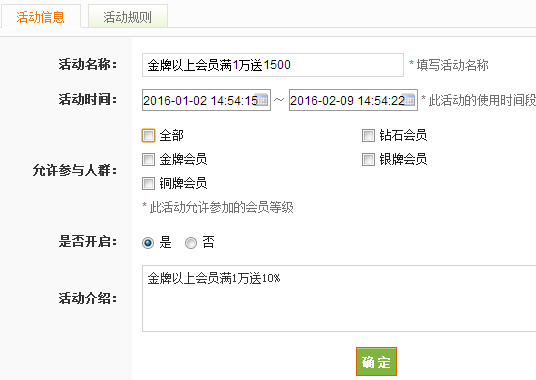 活动信息 活动规则
活动名称： 金牌以上会员满1万送1500 * 填写活动名称
活动时间： 2016-01-02 14:54:15 ~ 2016-02-09 14:54:22 * 此活动的使用时间段
全部 钻石会员
允许参与人群： 金牌会员 银牌会员
铜牌会员
* 此活动允许参加的会员等级
是否开启： 是 否
活动介绍： 金牌以上会员满1万送10%
确 定